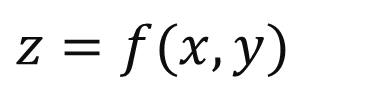 z = f(x, y)